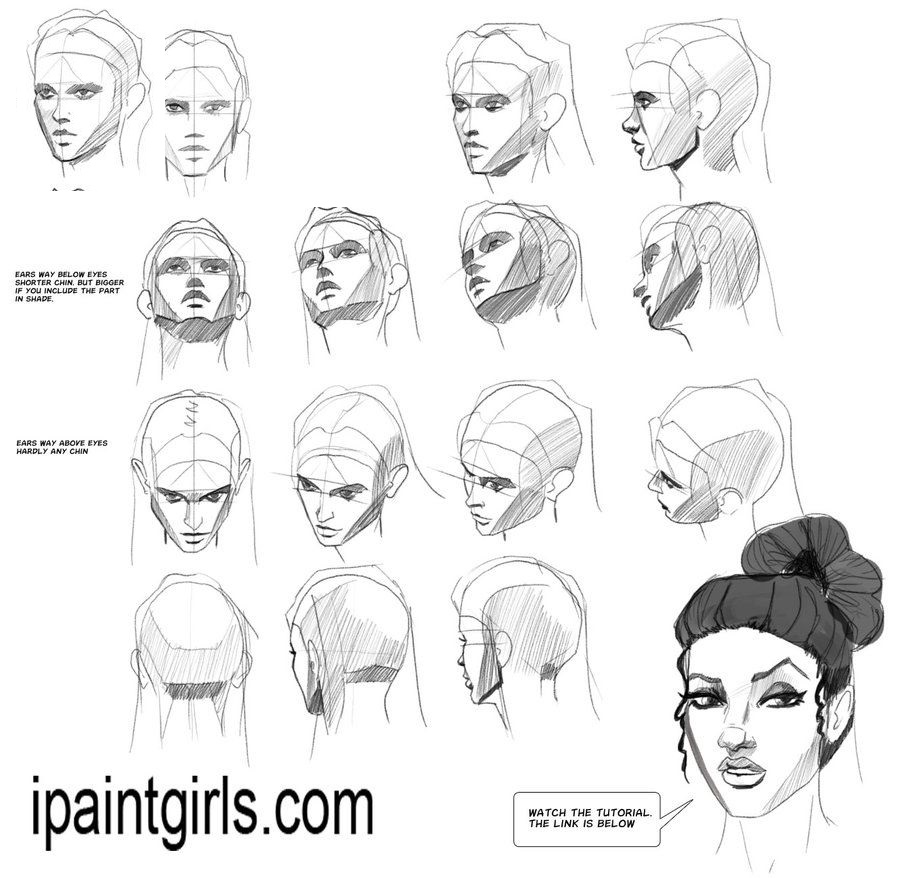 EARS WAY BELOW EYES
SHORTER CHIN. BUT BIGGER
IF YOU INCLUDE THE PART
IN SHADE.
EARS WAY ABOVE EYES
HARDLY ANY CHIN
ipaintgirls.com
WATCH THE TUTORIAL.
THE LINK IS BELOW